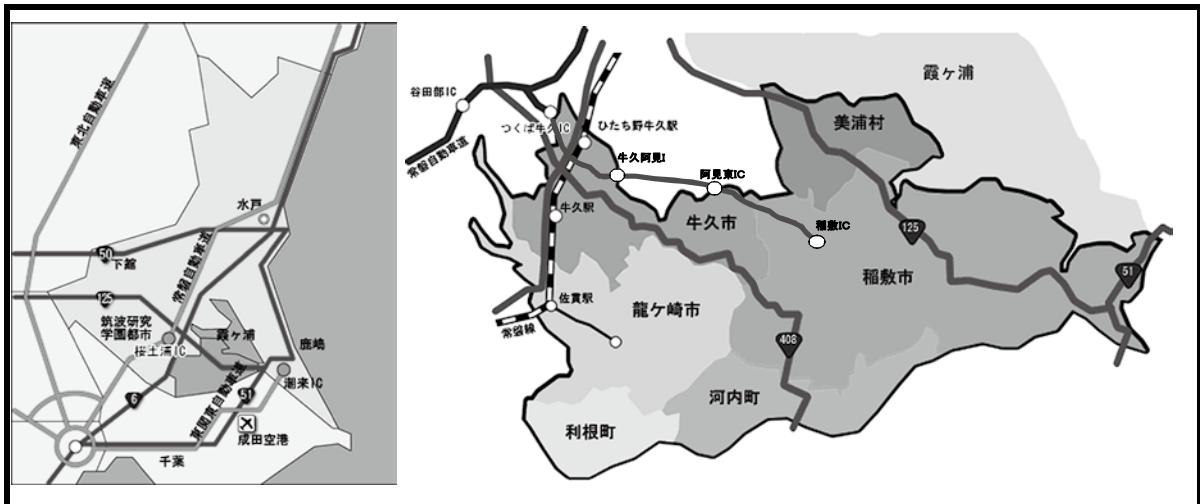 東北自動車道
水戸
50
下館
常磐自動車道
125
筑波研究
学園都市
桜土浦IC
霞ヶ浦
鹿嶋
潮来IC
東関東自動車道
6
51
成田空港
千葉
霞ヶ浦
谷田部IC
美浦村
つくば牛久IC
ひたち野牛久駅
常磐自動車道
牛久阿見I
阿見東IC
牛久駅
牛久市
稲敷IC
125
稲敷市
51
佐貫駅
龍ケ崎市
常磐線
408
河内町
利根町